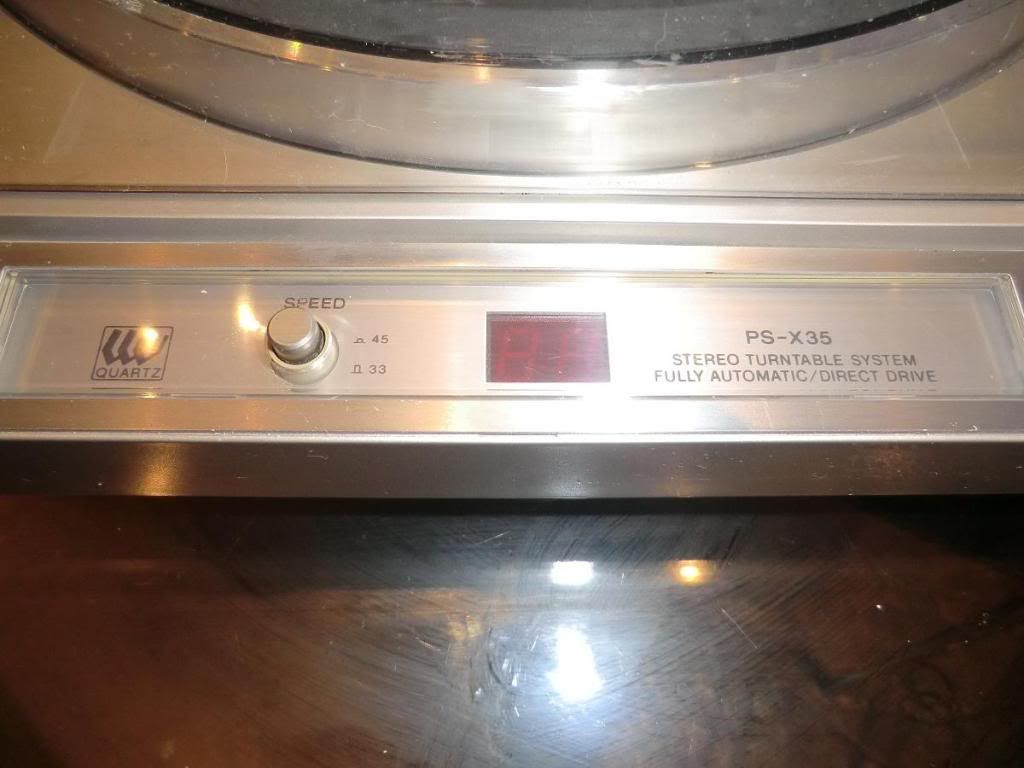 SPEED
45
33
QUARTZ
PS-X35
STEREO TURNTABLE SYSTEM
FULLY AUTOMATIC/DIRECT DRIVE